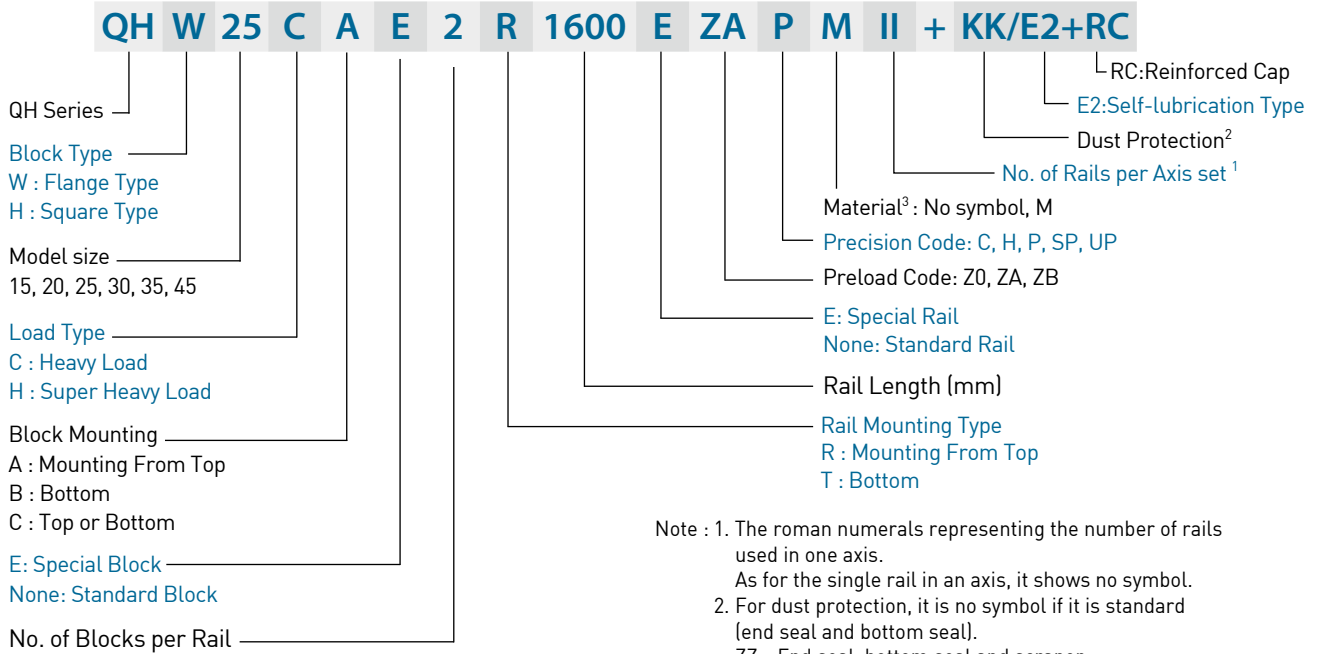 QH W 25 C A E 2 R 1600 E ZA P M II + KK/E2+RC
QH Series
Block Type
W : Flange Type
H : Square Type
Model size
15, 20, 25, 30, 35, 45
Load Type
C : Heavy Load
H : Super Heavy Load
Block Mounting
A : Mounting From Top
B : Bottom
C : Top or Bottom
E: Special Block
None: Standard Block
No. of Blocks per Rail
RC:Reinforced Cap
E2:Self-lubrication Type
Dust Protection2
No. of Rails per Axis set 1
Material3 : No symbol, M
Precision Code: C, H, P, SP, UP
Preload Code: Z0, ZA, ZB
E: Special Rail
None: Standard Rail
Rail Length (mm)
Rail Mounting Type
R : Mounting From Top
T : Bottom
Note : 1. The roman numerals representing the number of rails
used in one axis.
As for the single rail in an axis, it shows no symbol.
2. For dust protection, it is no symbol if it is standard
(end seal and bottom seal).